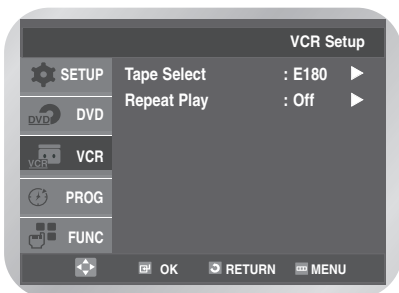 VCR Setup
SETUP
Tape Select : E180
Repeat Play : Off
DVD DVD
VCR VCR
PROG
FUNC
OK RETURN MENU